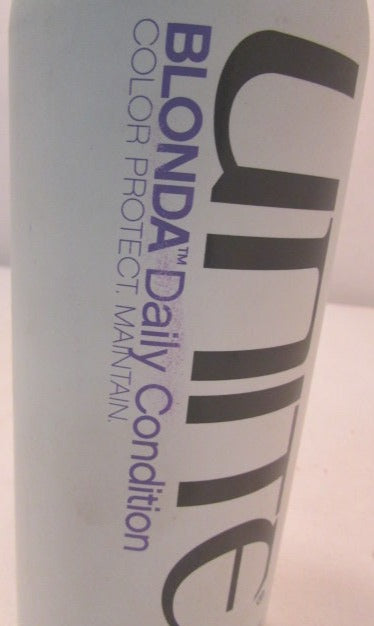 unite
BLONDA™ Daily Condition
COLOR PROTECT. MAINTAIN.